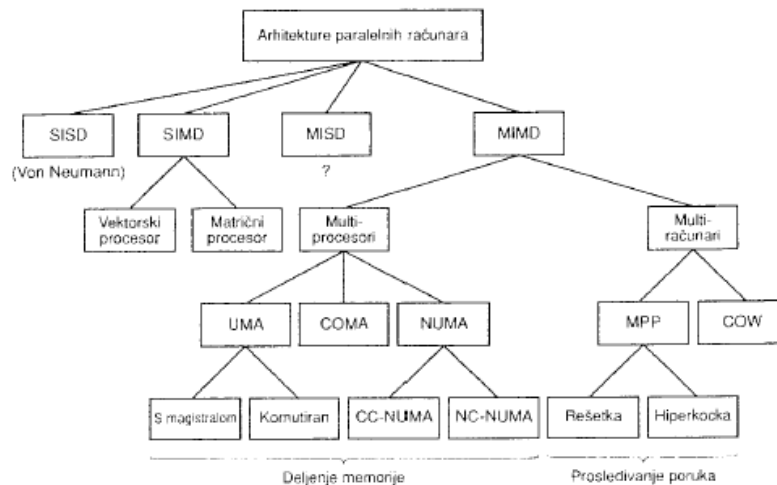 Arhitekture paralelnih računara
SISD
SIMD
MISD
MIMD
(Von Neumann)
?
Vektorski
procesor
Matrični
procesor
Multi-
procesori
Multi-
računari
UMA
COMA
NUMA
MPP
COW
S magistralom
Komutiran
CC-NUMA
NC-NUMA
Rešetka
Hiperkocka
Deljenje memorije
Prosleđivanje poruka